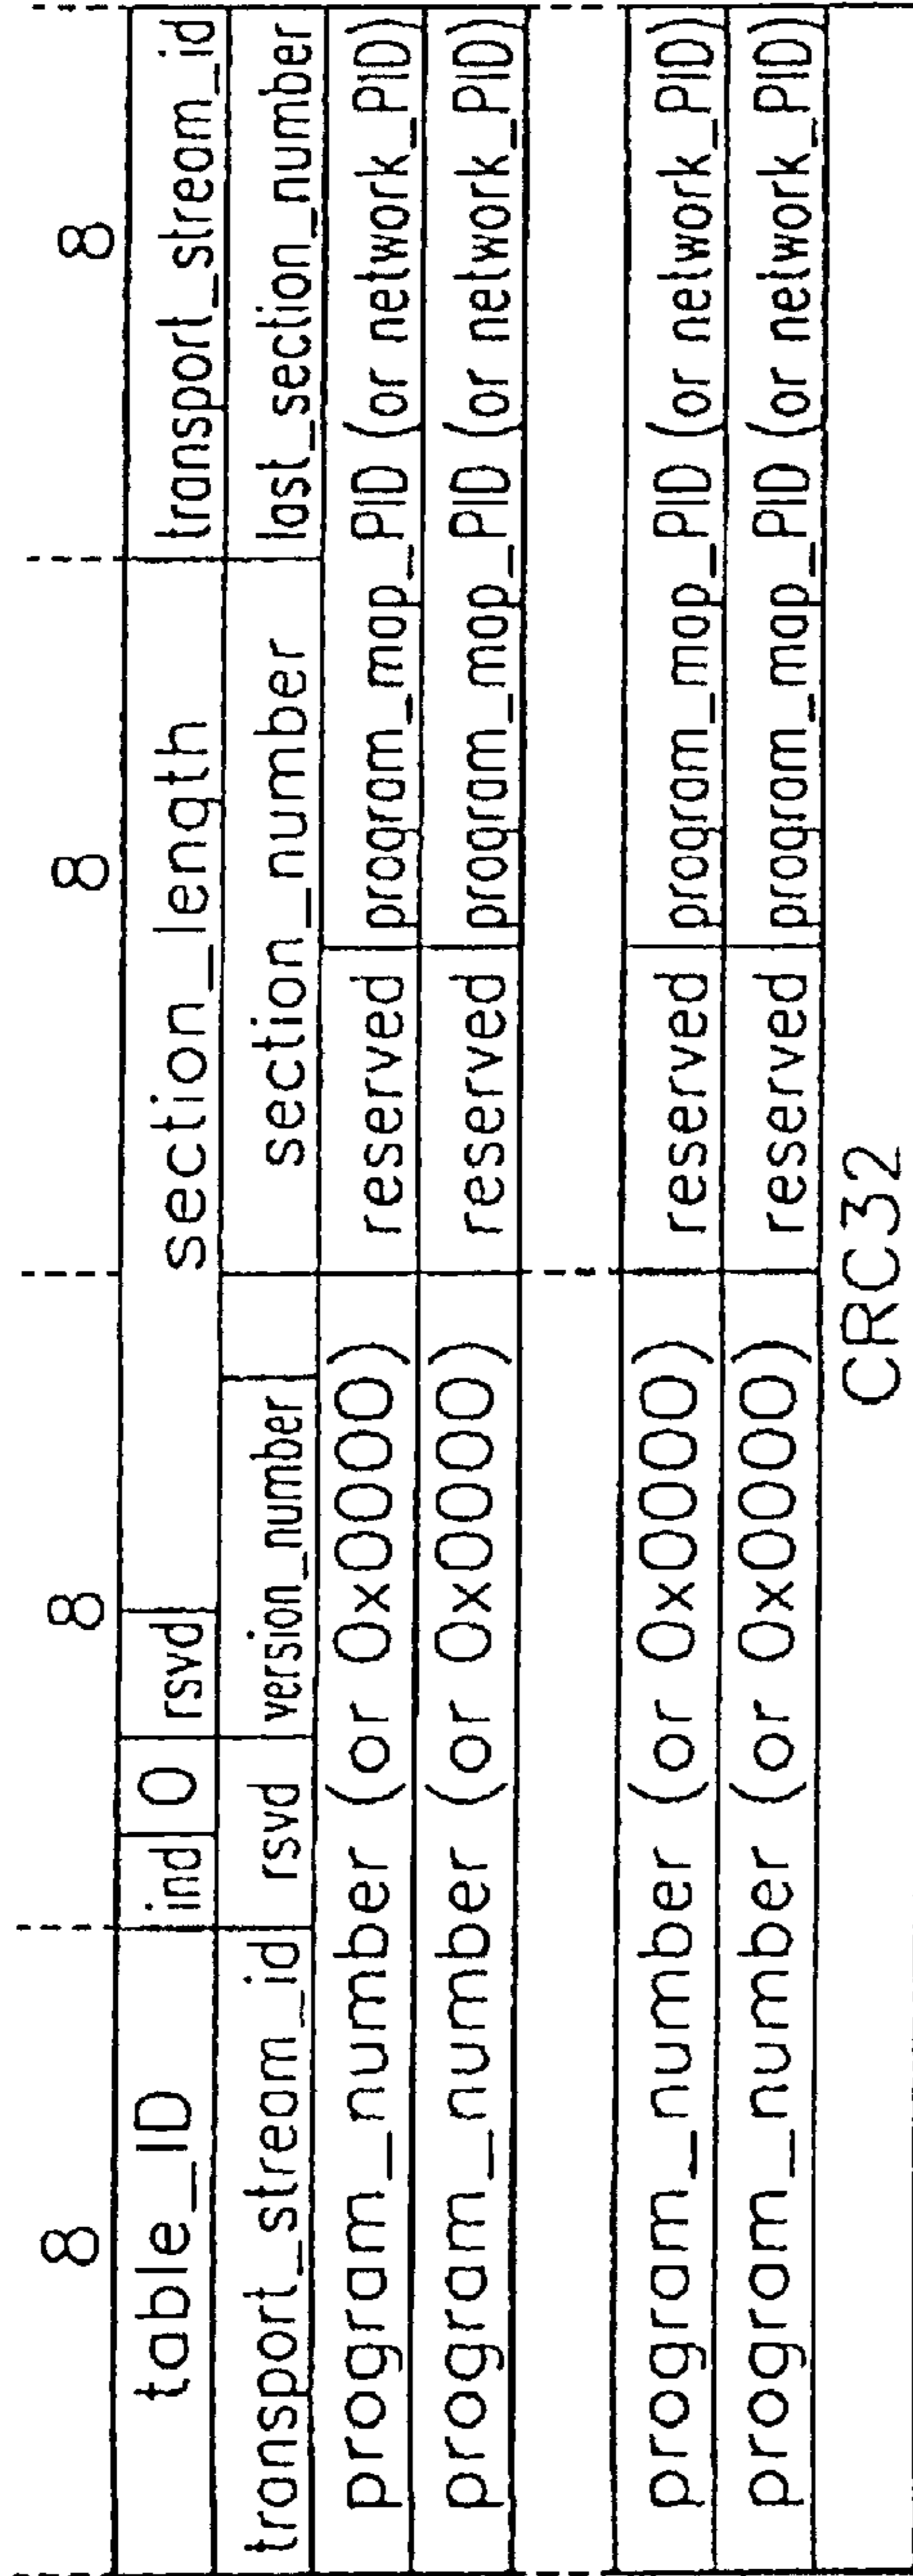 8 8 8 8
table_ID ind 0 rsvd section_length transport_stream_id
transport_stream_id rsvd version_number section_number last_section_number
program_number (or 0x0000) reserved program_map_PID (or network_PID)
program_number (or 0x0000) reserved program_map_PID (or network_PID)
program_number (or 0x0000) reserved program_map_PID (or network_PID)
program_number (or 0x0000) reserved program_map_PID (or network_PID)
CRC32